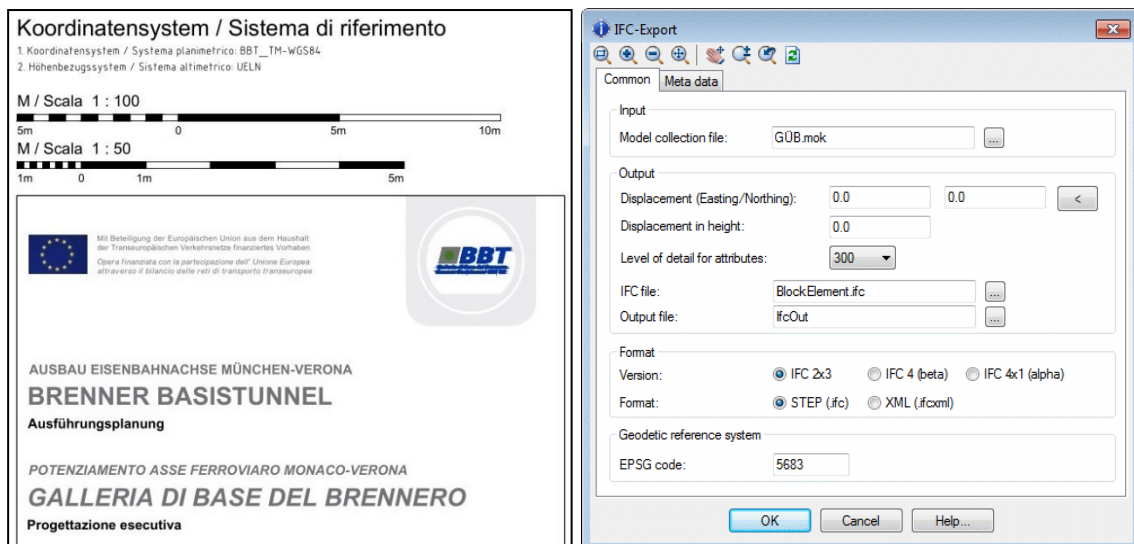 Koordinatensystem / Sistema di riferimento
1. Koordinatensystem / Systema planimetrico: BBT__TM-WGS84
2. Höhenbezugssystem / Sistema altimetrico: UELN
M / Scala 1 : 100
5m 0 5m 10m
M / Scala 1 : 50
1m 0 1m 5m
Mit Beteiligung der Europäischen Union aus dem Haushalt
der Transeuropäischen Verkehrsnetze finanziertes Vorhaben
Opera finanziata con la partecipazione dell' Unione Europea
attraverso il bilancio delle reti di transporto transeuropee
BBT
AUSBAU EISENBAHNACHSE MÜNCHEN-VERONA
BRENNER BASISTUNNEL
Ausführungsplanung
POTENZIAMENTO ASSE FERROVIARO MONACO-VERONA
GALLERIA DI BASE DEL BRENNERO
Progettazione esecutiva
IFC-Export
Common Meta data
Input
Model collection file: GÜB.mok ...
Output
Displacement (Easting/Northing): 0.0 0.0 <
Displacement in height: 0.0
Level of detail for attributes: 300
IFC file: BlockElement.ifc ...
Output file: IfcOut ...
Format
Version: IFC 2x3 IFC 4 (beta) IFC 4x1 (alpha)
Format: STEP (.ifc) XML (.ifcxml)
Geodetic reference system
EPSG code: 5683
OK Cancel Help...